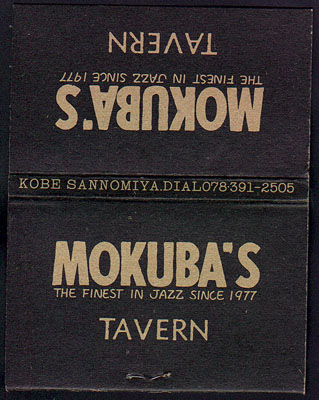 TAVERN
THE FINEST IN JAZZ SINCE 1977
MOKUBA'S
KOBE SANNOMIYA.DIAL078-391-2505
MOKUBA'S
THE FINEST IN JAZZ SINCE 1977
TAVERN